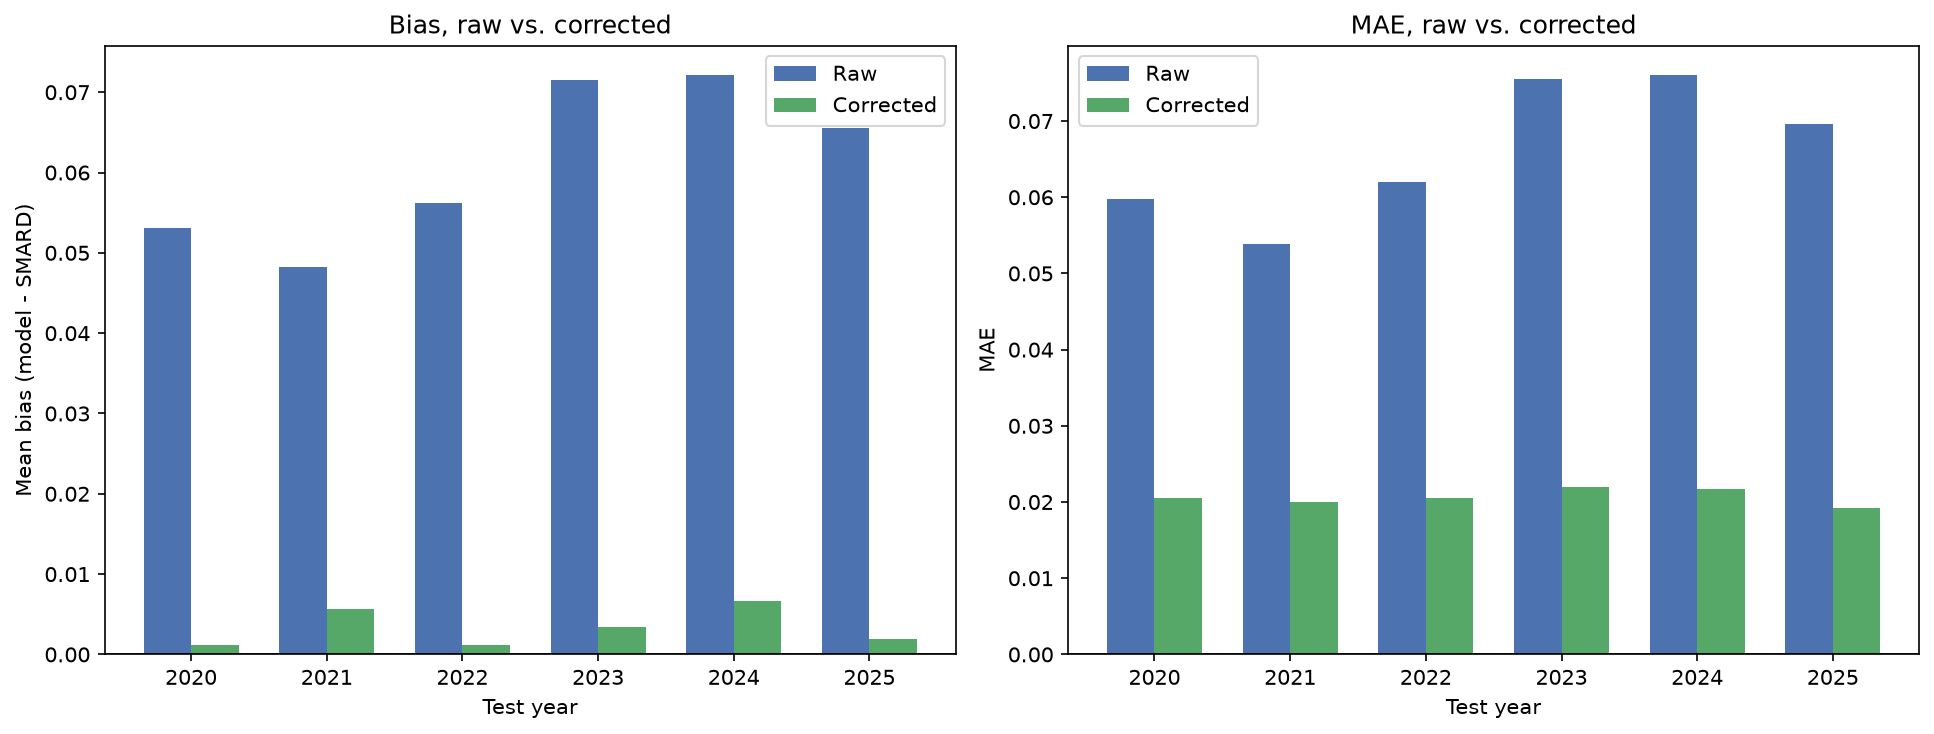 Bias, raw vs. corrected
Raw
Corrected
Mean bias (model - SMARD)
0.07
0.06
0.05
0.04
0.03
0.02
0.01
0.00
2020 2021 2022 2023 2024 2025
Test year
MAE, raw vs. corrected
Raw
Corrected
MAE
0.07
0.06
0.05
0.04
0.03
0.02
0.01
0.00
2020 2021 2022 2023 2024 2025
Test year